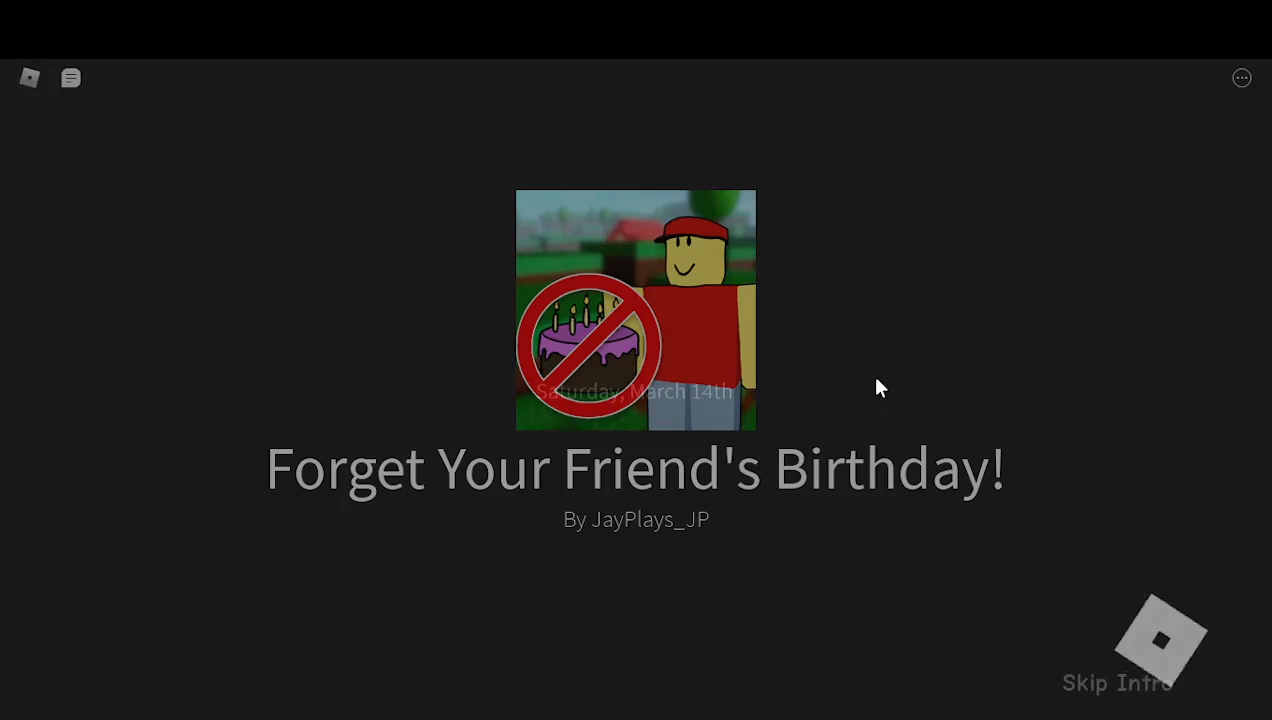 Saturday, March 14th
Forget Your Friend's Birthday!
By JayPlays_JP
Skip Intro